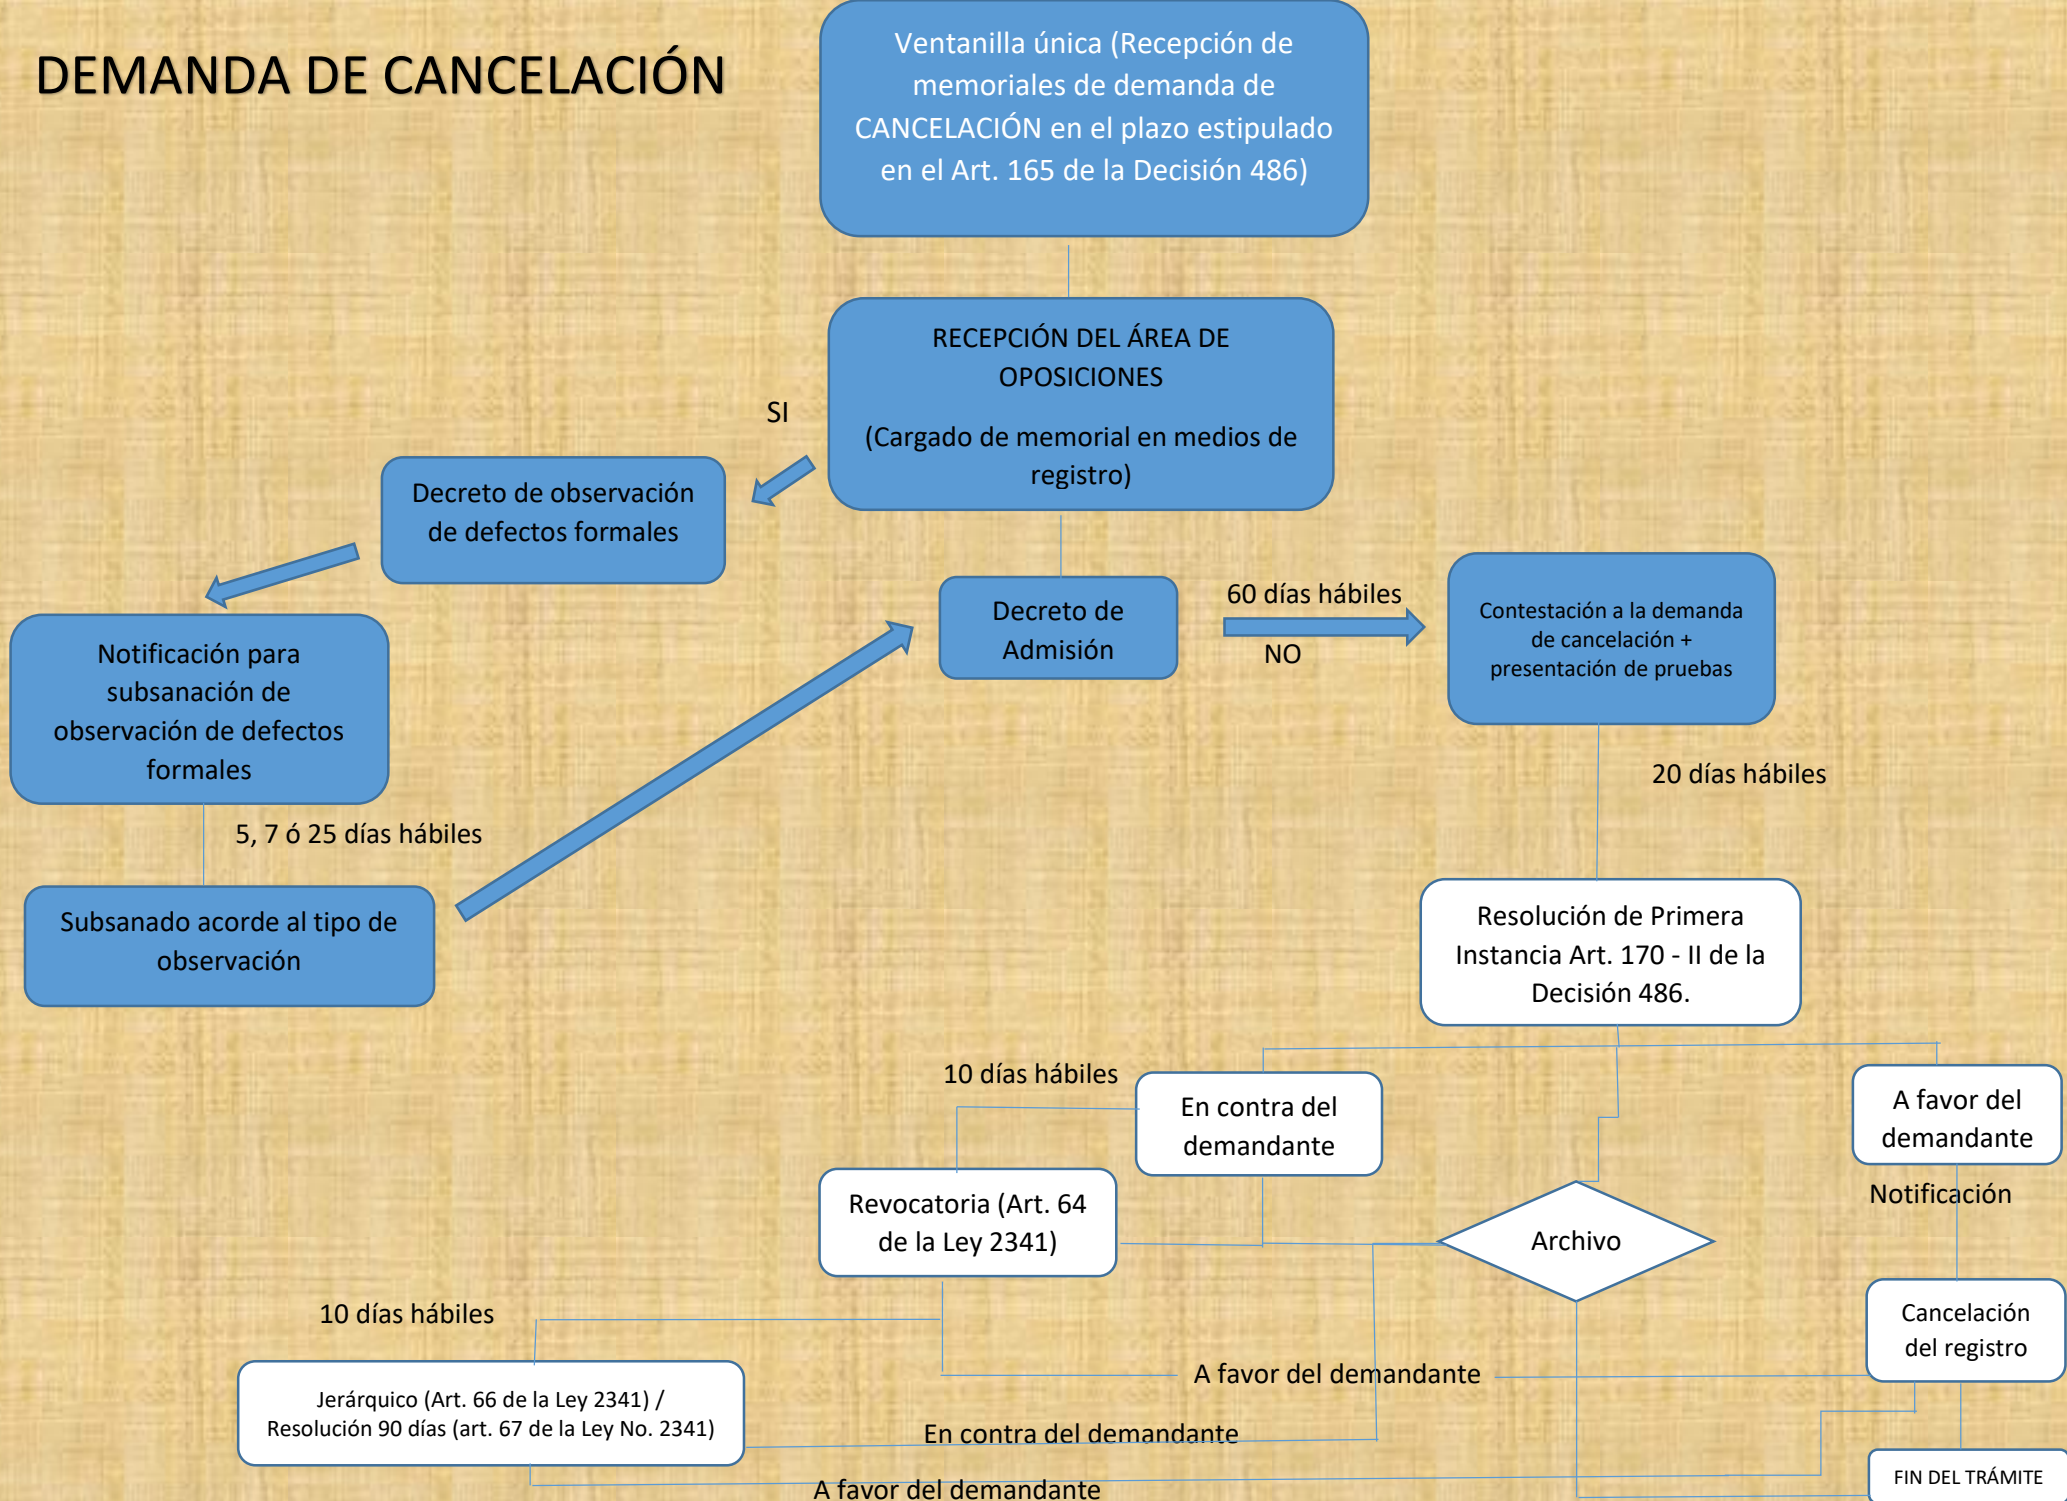 DEMANDA DE CANCELACIÓN
Ventanilla única (Recepción de
memoriales de demanda de
CANCELACIÓN en el plazo estipulado
en el Art. 165 de la Decisión 486)
RECEPCIÓN DEL ÁREA DE
OPOSICIONES
(Cargado de memorial en medios de
registro)
SI
Decreto de observación
de defectos formales
Notificación para
subsanación de
observación de defectos
formales
5, 7 ó 25 días hábiles
Subsanado acorde al tipo de
observación
Decreto de
Admisión
60 días hábiles
NO
Contestación a la demanda
de cancelación +
presentación de pruebas
20 días hábiles
Resolución de Primera
Instancia Art. 170 - II de la
Decisión 486.
10 días hábiles
En contra del
demandante
A favor del
demandante
Revocatoria (Art. 64
de la Ley 2341)
Archivo
Notificación
10 días hábiles
Cancelación
del registro
A favor del demandante
Jerárquico (Art. 66 de la Ley 2341) /
Resolución 90 días (art. 67 de la Ley No. 2341)
En contra del demandante
A favor del demandante
FIN DEL TRÁMITE